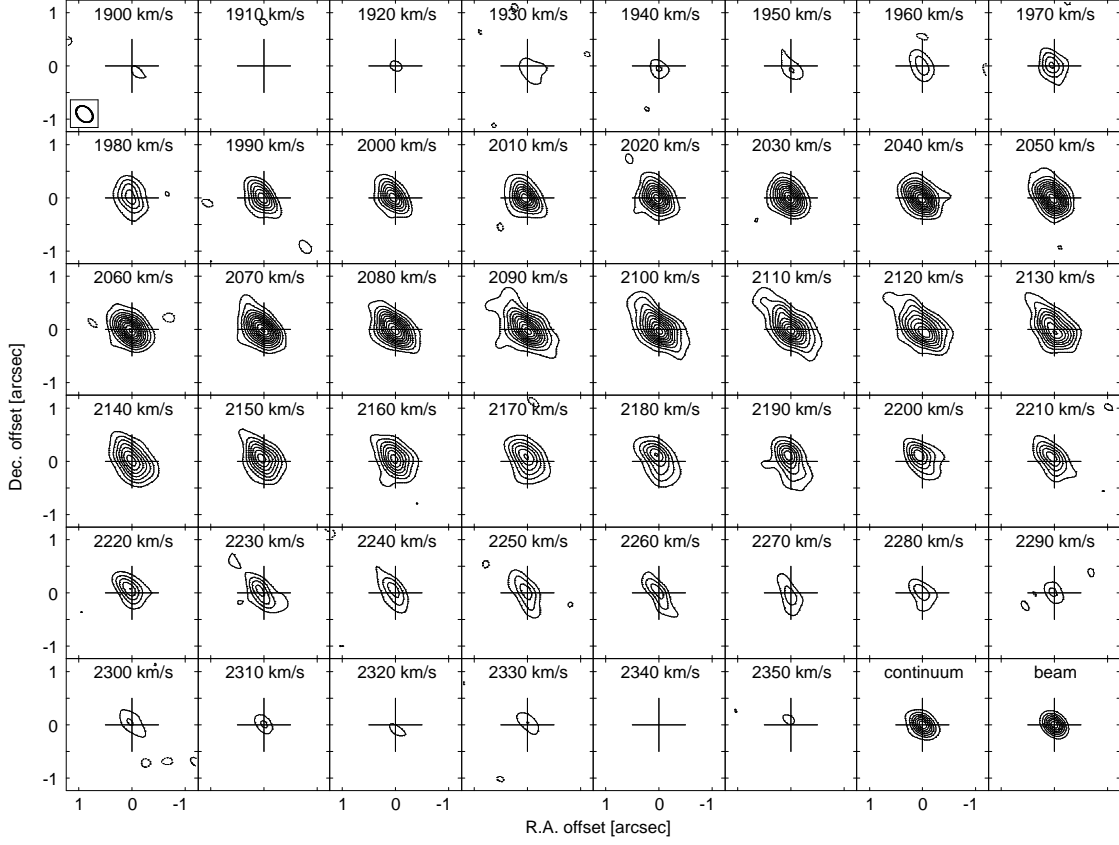 1900 km/s 1910 km/s 1920 km/s 1930 km/s 1940 km/s 1950 km/s 1960 km/s 1970 km/s
1
0
-1
1980 km/s 1990 km/s 2000 km/s 2010 km/s 2020 km/s 2030 km/s 2040 km/s 2050 km/s
1
0
-1
2060 km/s 2070 km/s 2080 km/s 2090 km/s 2100 km/s 2110 km/s 2120 km/s 2130 km/s
1
0
-1
Dec. offset [arcsec]
2140 km/s 2150 km/s 2160 km/s 2170 km/s 2180 km/s 2190 km/s 2200 km/s 2210 km/s
1
0
-1
2220 km/s 2230 km/s 2240 km/s 2250 km/s 2260 km/s 2270 km/s 2280 km/s 2290 km/s
1
0
-1
2300 km/s 2310 km/s 2320 km/s 2330 km/s 2340 km/s 2350 km/s continuum beam
1
0
-1
1 0 -1 1 0 -1 1 0 -1 1 0 -1
R.A. offset [arcsec]